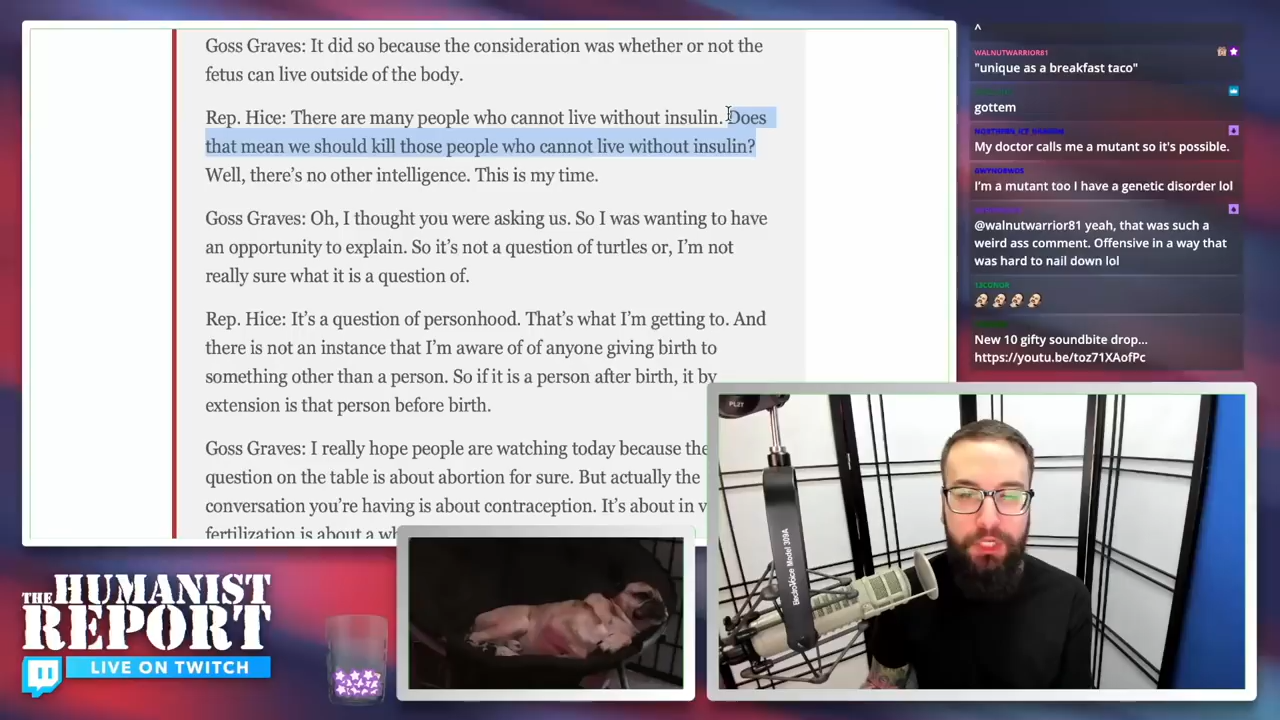 Goss Graves: It did so because the consideration was whether or not the
fetus can live outside of the body.
Rep. Hice: There are many people who cannot live without insulin. Does
that mean we should kill those people who cannot live without insulin?
Well, there’s no other intelligence. This is my time.
Goss Graves: Oh, I thought you were asking us. So I was wanting to have
an opportunity to explain. So it’s not a question of turtles or, I’m not
really sure what it is a question of.
Rep. Hice: It’s a question of personhood. That’s what I’m getting to. And
there is not an instance that I’m aware of of anyone giving birth to
something other than a person. So if it is a person after birth, it by
extension is that person before birth.
Goss Graves: I really hope people are watching today because the
question on the table is about abortion for sure. But actually the
conversation you’re having is about contraception. It’s about in v
fertilization is about a wh
^
WALNUTWARRIOR81
"unique as a breakfast taco"
gottem
My doctor calls me a mutant so it's possible.
GWYNORWOS
I'm a mutant too I have a genetic disorder lol
@walnutwarrior81 yeah, that was such a
weird ass comment. Offensive in a way that
was hard to nail down lol
New 10 gifty soundbite drop...
https://youtu.be/toz71XAofPc
THE HUMANIST
REPORT
LIVE ON TWITCH